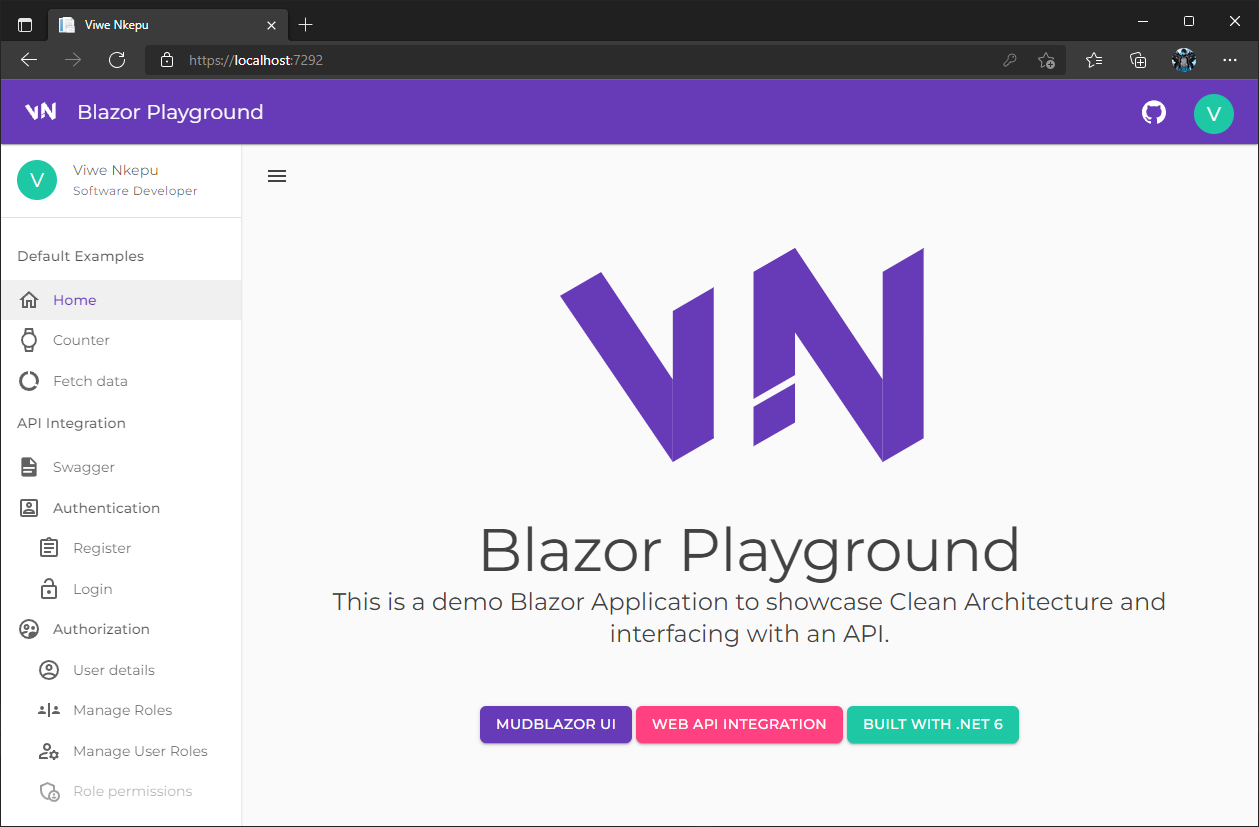 Viwe Nkepu
https://localhost:7292
VN Blazor Playground
V
V
Viwe Nkepu
Software Developer
Default Examples
Home
Counter
Fetch data
API Integration
Swagger
Authentication
Register
Login
Authorization
User details
Manage Roles
Manage User Roles
Role permissions
VN
Blazor Playground
This is a demo Blazor Application to showcase Clean Architecture and
interfacing with an API.
MUDBLAZOR UI
WEB API INTEGRATION
BUILT WITH .NET 6